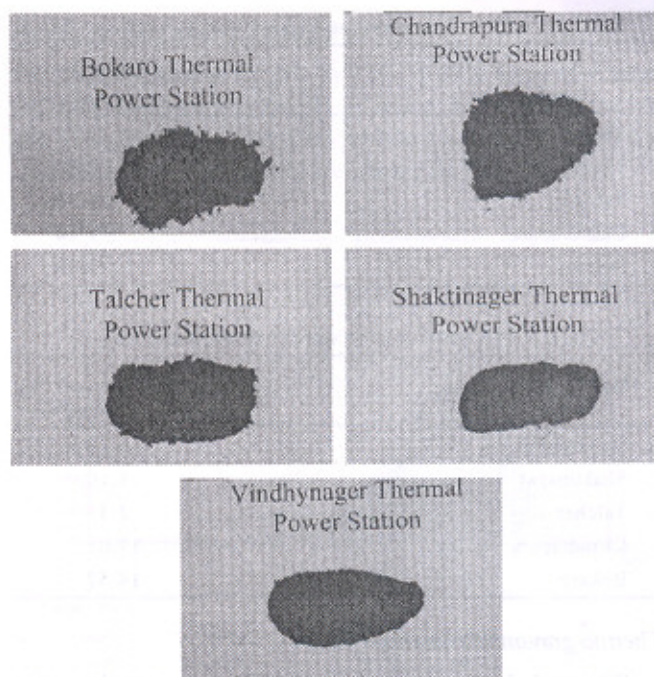 Bokaro Thermal
Power Station
Chandrapura Thermal
Power Station
Talcher Thermal
Power Station
Shaktinager Thermal
Power Station
Vindhynager Thermal
Power Station